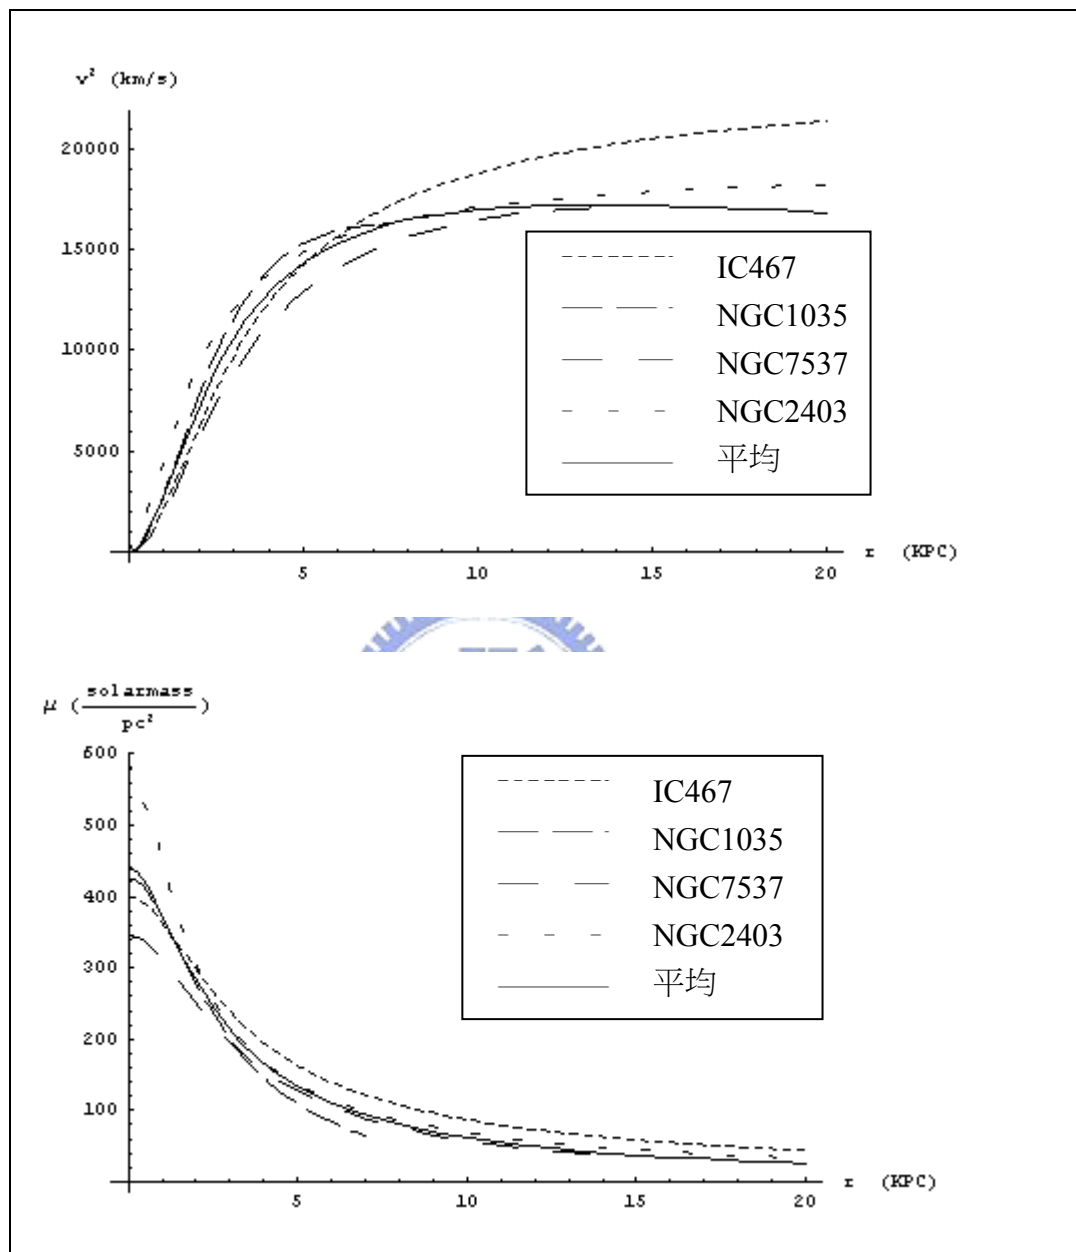 v² (km/s)
20000
15000
10000
5000
5
10
15
20
r (KPC)
IC467
NGC1035
NGC7537
NGC2403
平均
μ (solarmass/pc²)
600
500
400
300
200
100
5
10
15
20
r (KPC)
IC467
NGC1035
NGC7537
NGC2403
平均